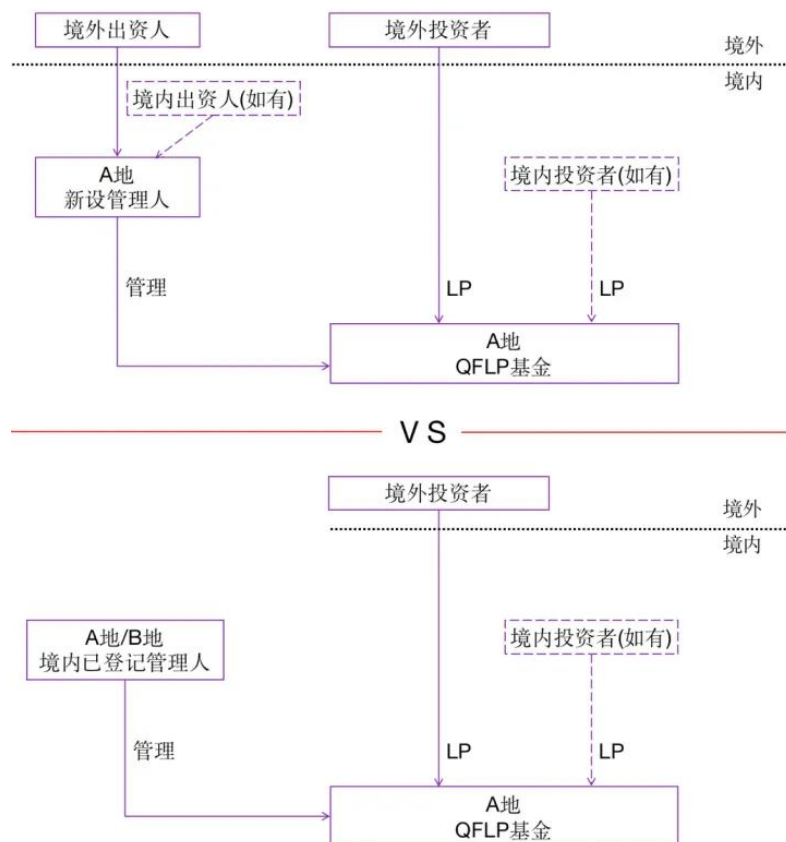 境外出资人
境外投资者
境外
境内
境内出资人(如有)
A地
新设管理人
境内投资者(如有)
管理
LP
LP
A地
QFLP基金
VS
境外投资者
境外
境内
A地/B地
境内已登记管理人
境内投资者(如有)
管理
LP
LP
A地
QFLP基金